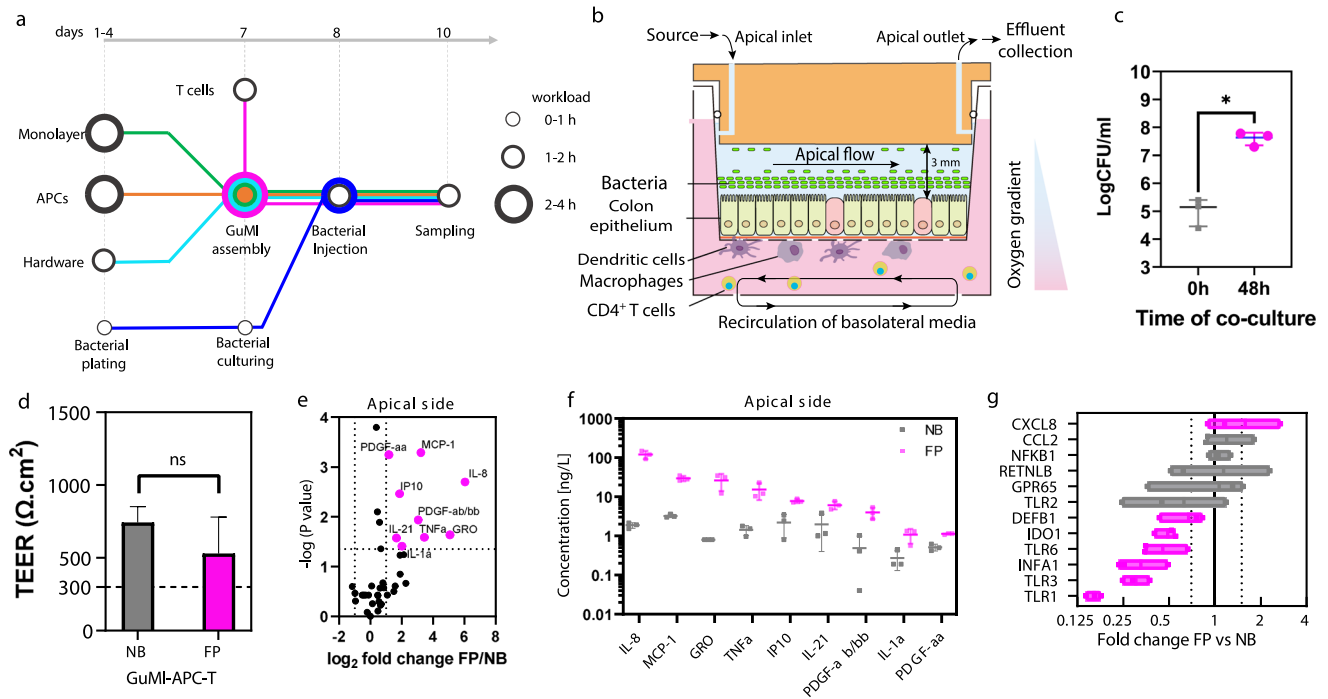 a
days
1-4
7
8
10
T cells
Monolayer
APCs
Hardware
GuMI
assembly
Bacterial
Injection
Sampling
Bacterial
plating
Bacterial
culturing
workload
0-1 h
1-2 h
2-4 h
b
Source
Apical inlet
Apical outlet
Effluent
collection
Apical flow
3 mm
Bacteria
Colon
epithelium
Dendritic cells
Macrophages
CD4+ T cells
Recirculation of basolateral media
Oxygen gradient
c
LogCFU/ml
10
9
8
7
6
5
4
3
*
0h
48h
Time of co-culture
d
TEER (Ω.cm²)
1500
1000
500
300
0
ns
NB
FP
GuMI-APC-T
e
Apical side
-log (P value)
-4
-3
-2
-1
0
PDGF-aa
MCP-1
IL-8
IP10
PDGF-ab/bb
IL-21
TNFa
GRO
IL-1a
-2
0
2
4
6
8
log2 fold change FP/NB
f
Apical side
Concentration [ng/L]
1000
100
10
1
0.1
0.01
NB
FP
IL-8
MCP-1
GRO
TNFa
IP10
IL-21
PDGF-a b/bb
IL-1a
PD GF-aa
g
CXCL8
CCL2
NFKB1
RETNLB
GPR65
TLR2
DEFB1
IDO1
TLR6
INFA1
TLR3
TLR1
0.125
0.25
0.5
1
2
4
Fold change FP vs NB